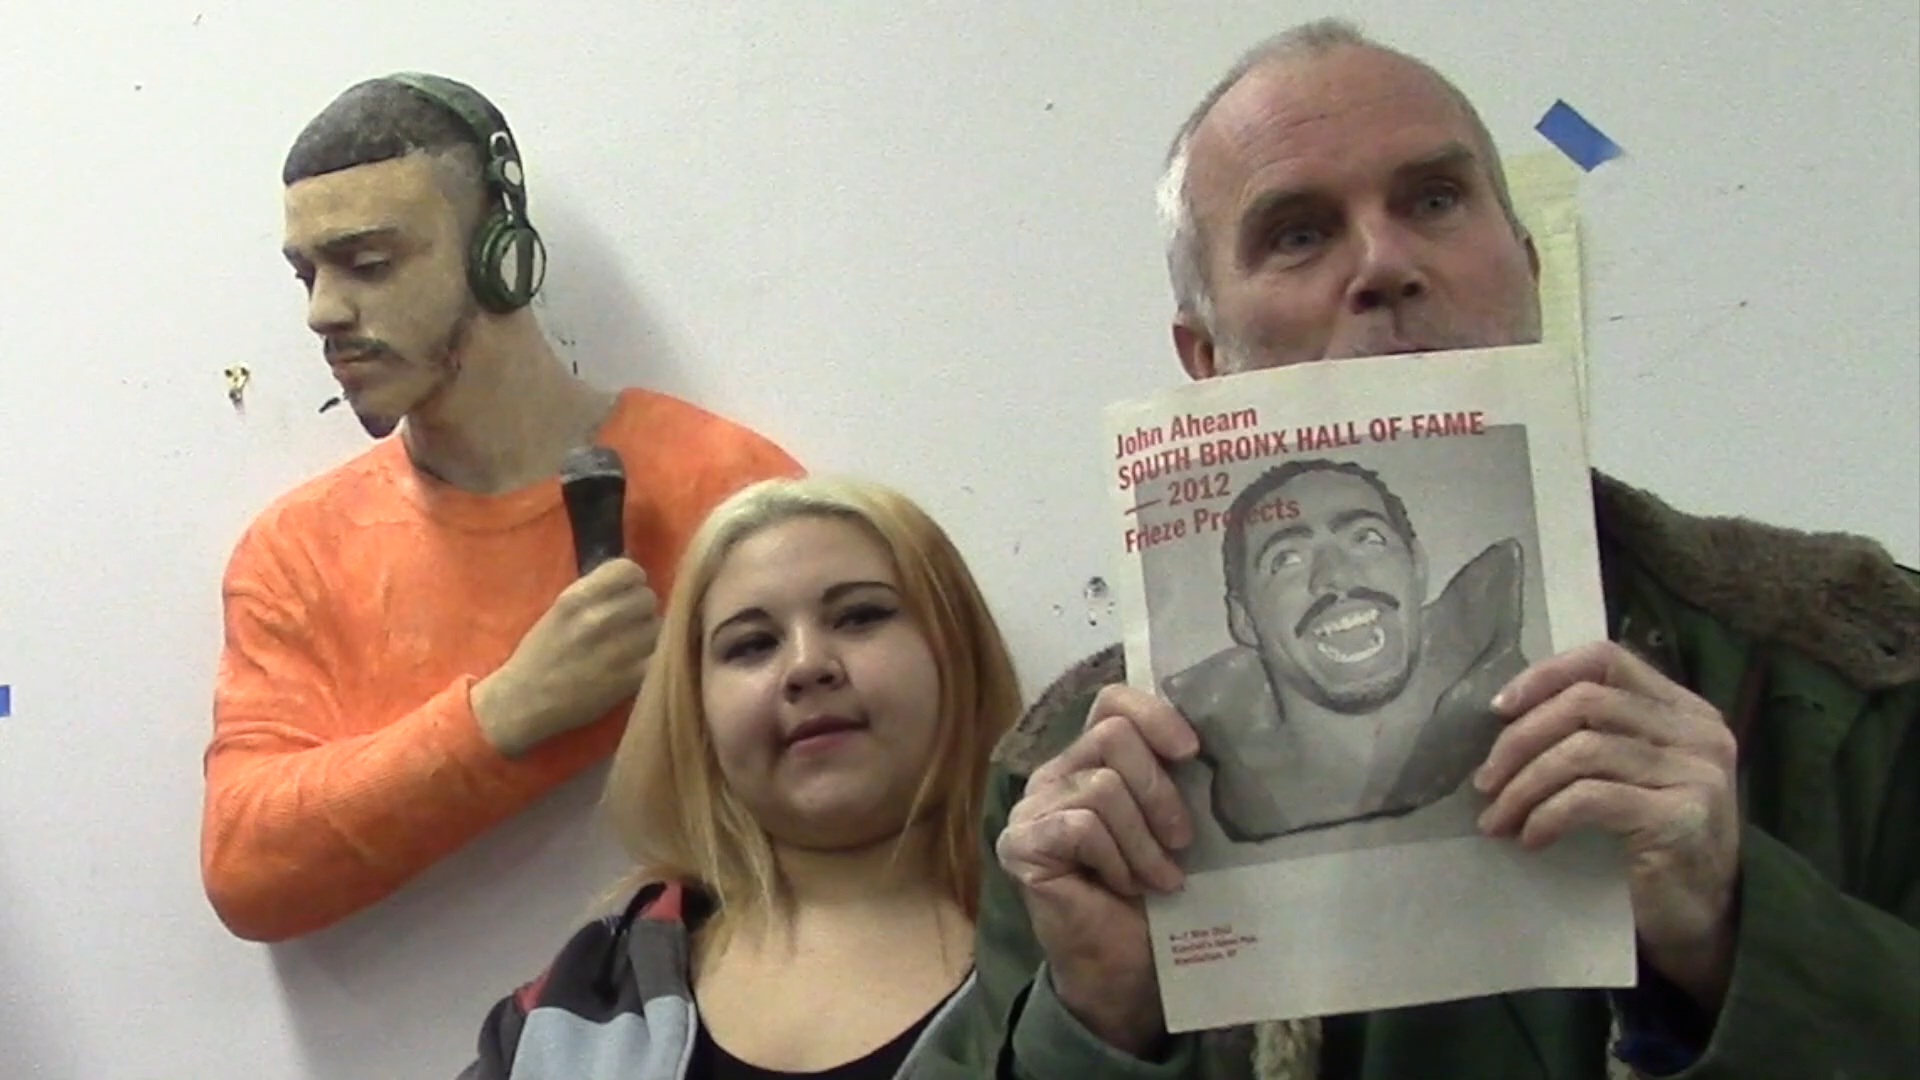 John Ahearn
SOUTH BRONX HALL OF FAME
— 2012
Frieze Projects